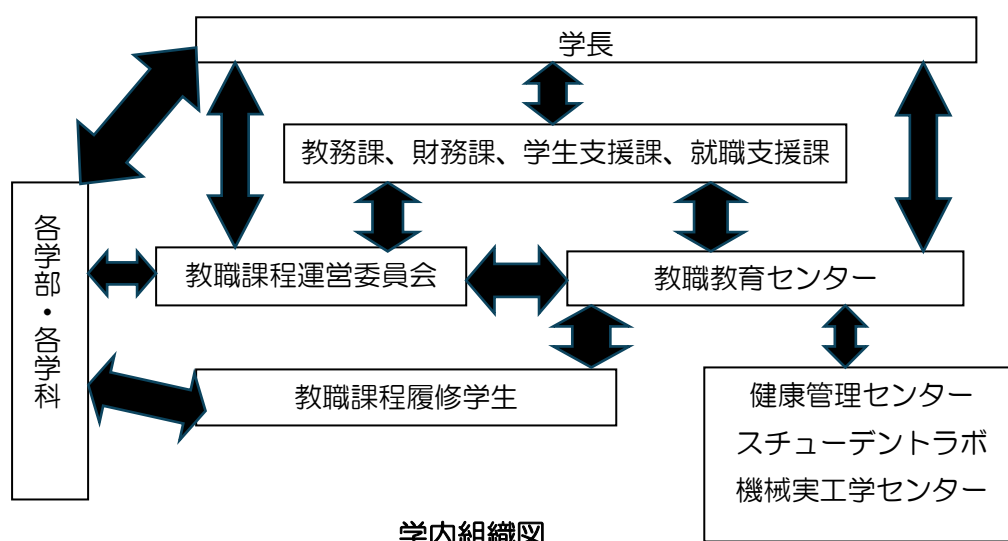 学長
教務課、財務課、学生支援課、就職支援課
各学部・各学科
教職課程運営委員会
教職教育センター
教職課程履修学生
健康管理センター
スチューデントラボ
機械実工学センター
学内組織図